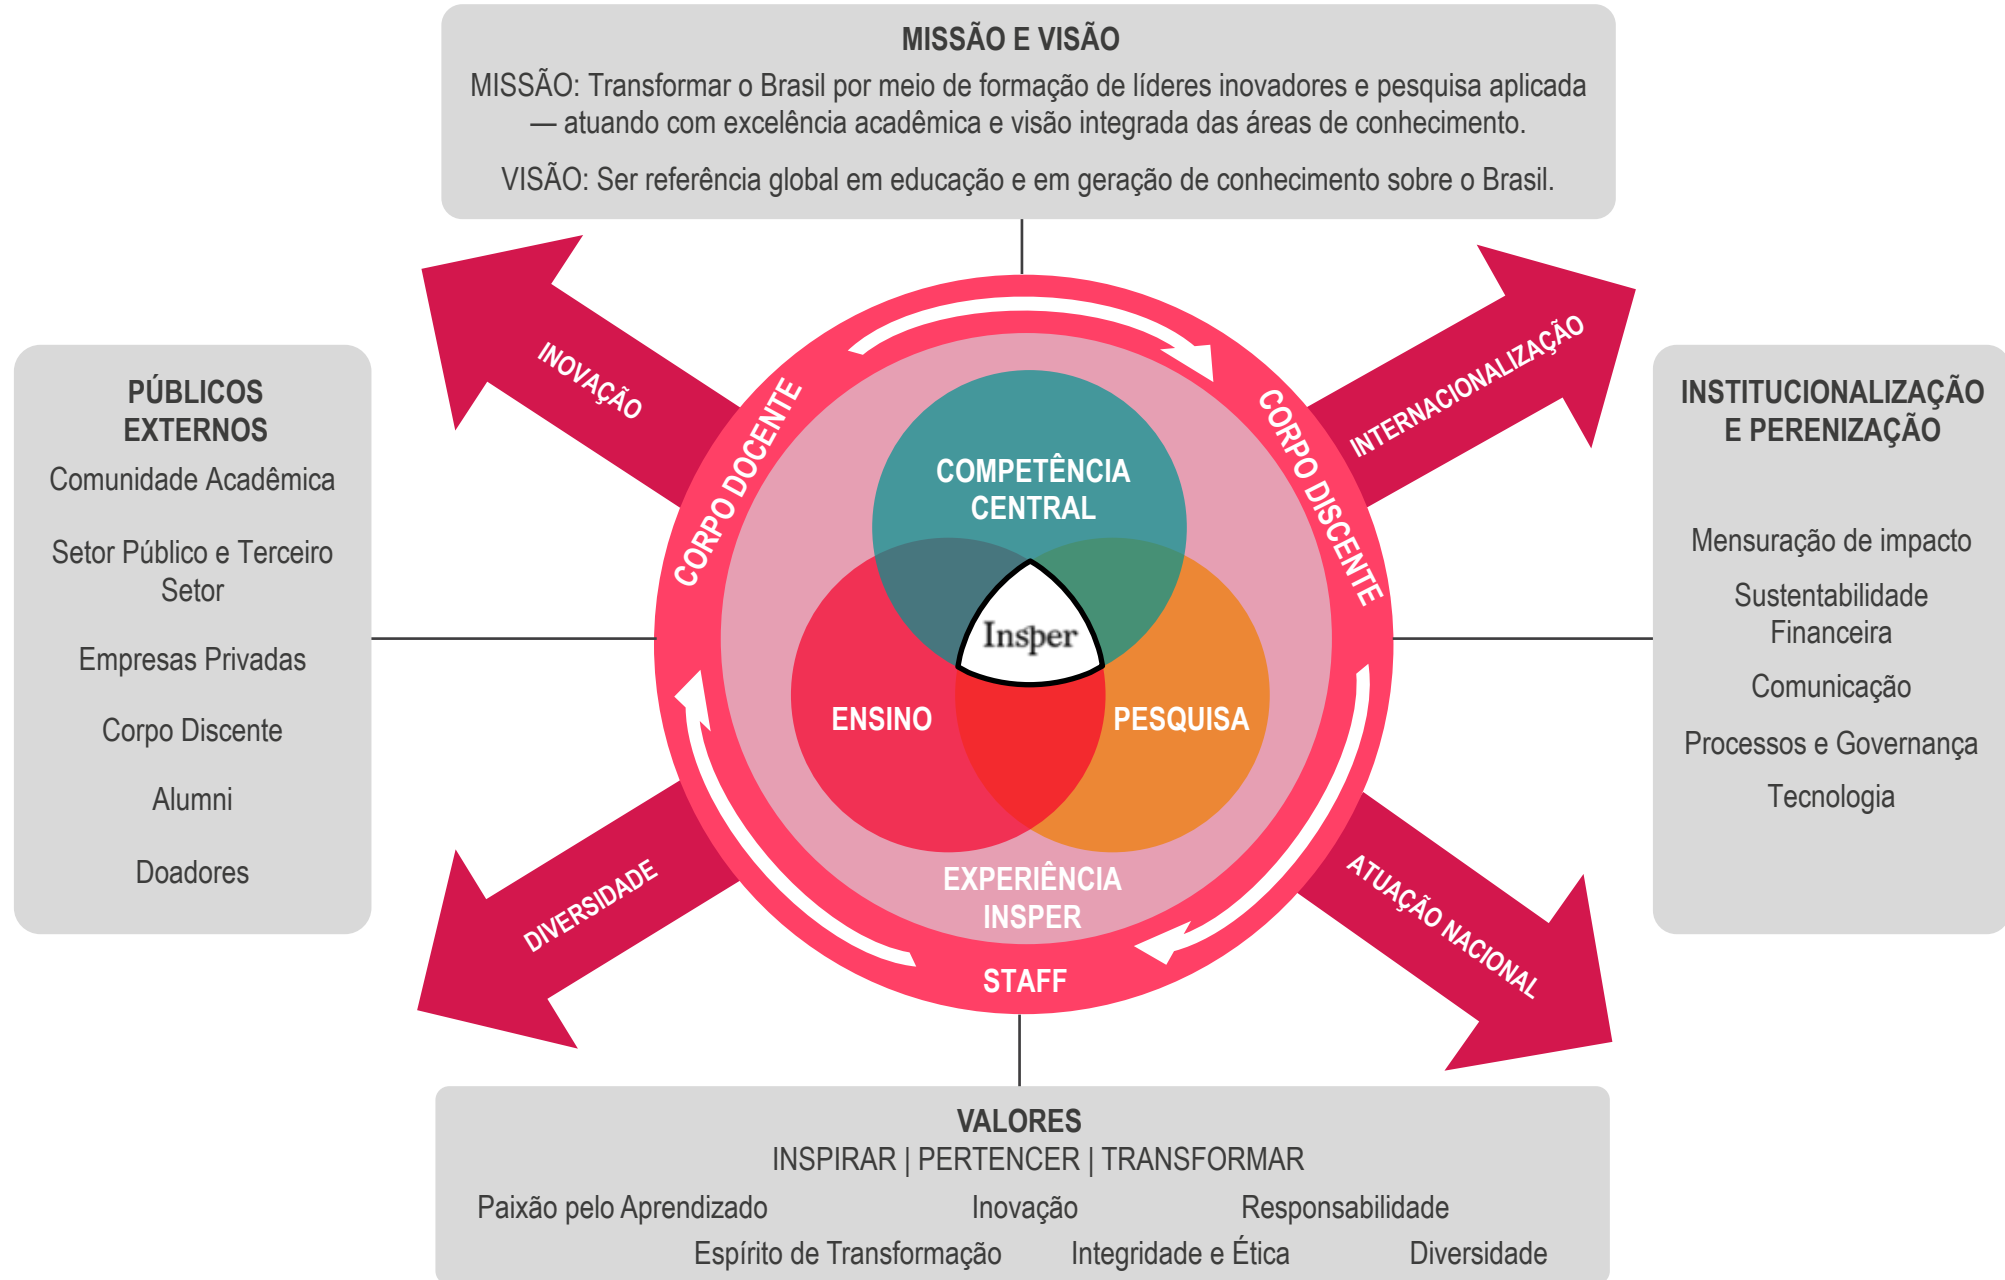 MISSÃO E VISÃO
MISSÃO: Transformar o Brasil por meio de formação de líderes inovadores e pesquisa aplicada
— atuando com excelência acadêmica e visão integrada das áreas de conhecimento.
VISÃO: Ser referência global em educação e em geração de conhecimento sobre o Brasil.
INOVAÇÃO
INTERNACIONALIZAÇÃO
PÚBLICOS
EXTERNOS
Comunidade Acadêmica
Setor Público e Terceiro
Setor
Empresas Privadas
Corpo Discente
Alumni
Doadores
CORPO DOCENTE
CORPO DISCENTE
COMPETÊNCIA
CENTRAL
Insper
ENSINO
PESQUISA
EXPERIÊNCIA
INSPER
STAFF
INSTITUCIONALIZAÇÃO
E PERENIZAÇÃO
Mensuração de impacto
Sustentabilidade
Financeira
Comunicação
Processos e Governança
Tecnologia
DIVERSIDADE
ATUAÇÃO NACIONAL
VALORES
INSPIRAR | PERTENCER | TRANSFORMAR
Paixão pelo Aprendizado Inovação Responsabilidade
Espírito de Transformação Integridade e Ética Diversidade